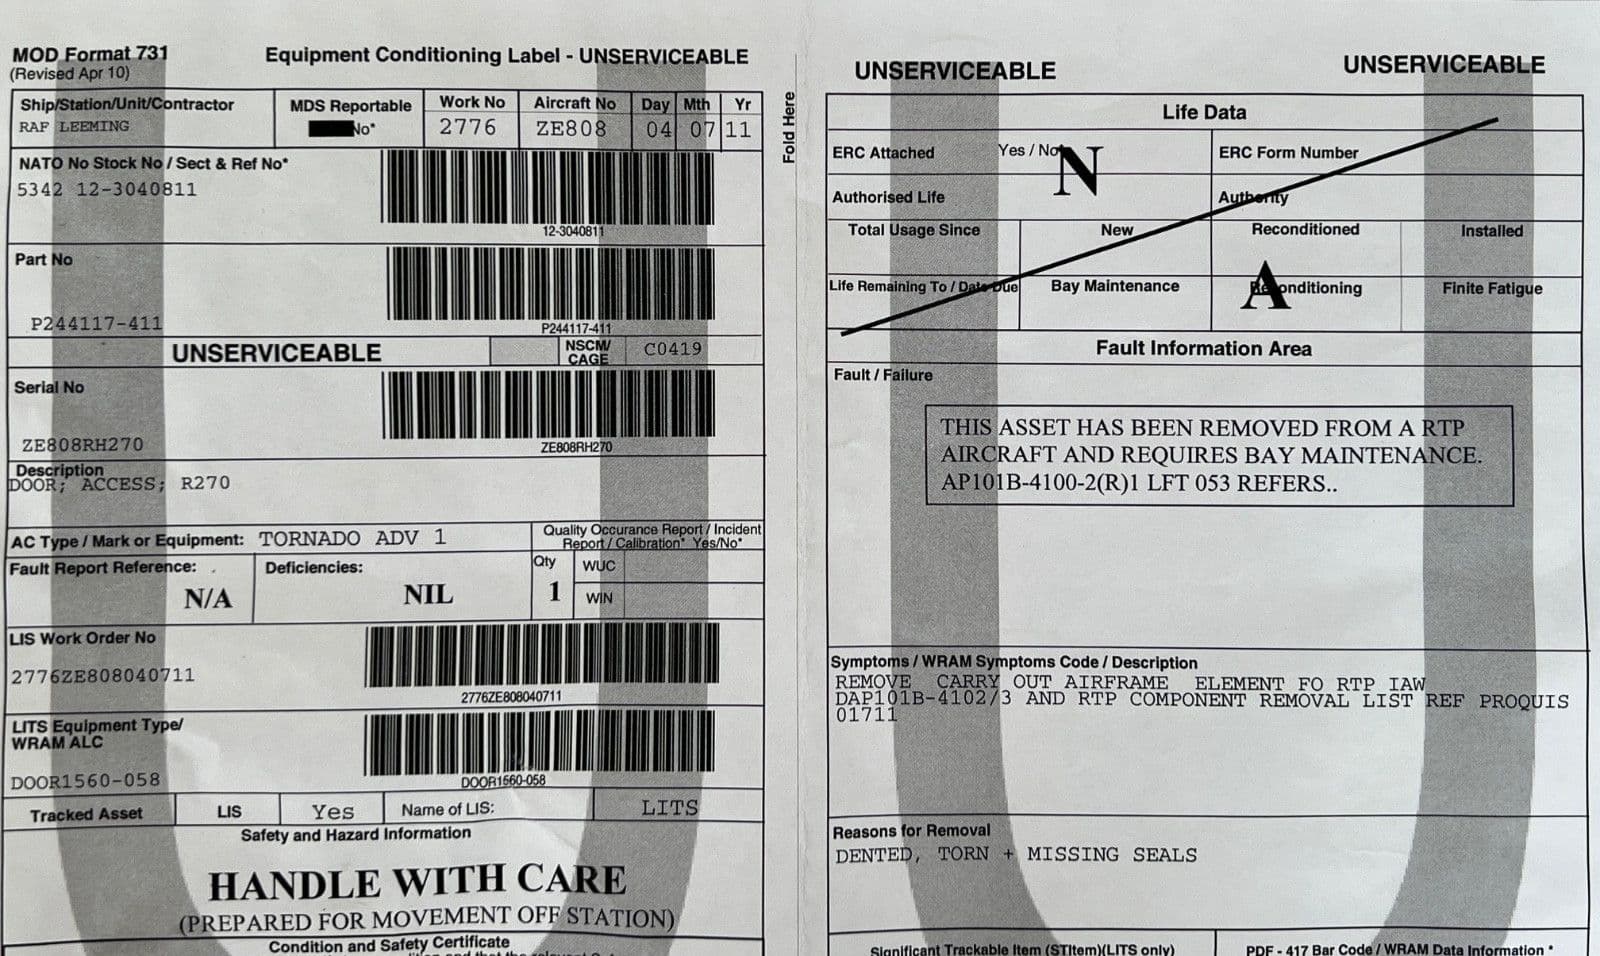 MOD Format 731
(Revised Apr 10)
Equipment Conditioning Label - UNSERVICEABLE
Ship/Station/Unit/Contractor
RAF LEEMING
MDS Reportable
No*
Work No
2776
Aircraft No
ZE808
Day Mth Yr
04 07 11
NATO No Stock No / Sect & Ref No*
5342 12-3040811
12-3040811
Part No
P244117-411
P244117-411
UNSERVICEABLE
NSCM/
CAGE
C0419
Serial No
ZE808RH270
ZE808RH270
Description
DOOR; ACCESS; R270
AC Type / Mark or Equipment: TORNADO ADV 1
Quality Occurance Report / Incident
Report / Calibration* Yes/No*
Fault Report Reference:
N/A
Deficiencies:
NIL
Qty
1
WUC
WIN
LIS Work Order No
2776ZE808040711
2776ZE808040711
LITS Equipment Type/
WRAM ALC
DOOR1560-058
DOOR1560-058
Tracked Asset LIS Yes Name of LIS: LITS
Safety and Hazard Information
HANDLE WITH CARE
(PREPARED FOR MOVEMENT OFF STATION)
Condition and Safety Certificate
Fold Here
UNSERVICEABLE UNSERVICEABLE
Life Data
ERC Attached Yes / No N
ERC Form Number
Authorised Life
Authority
Total Usage Since New Reconditioned Installed
Life Remaining To / Date Due Bay Maintenance Reconditioning Finite Fatigue
A
Fault Information Area
Fault / Failure
THIS ASSET HAS BEEN REMOVED FROM A RTP
AIRCRAFT AND REQUIRES BAY MAINTENANCE.
AP101B-4100-2(R)1 LFT 053 REFERS..
Symptoms / WRAM Symptoms Code / Description
REMOVE CARRY OUT AIRFRAME ELEMENT FO RTP IAW
DAP101B-4102/3 AND RTP COMPONENT REMOVAL LIST REF PROQUIS
01711
Reasons for Removal
DENTED, TORN + MISSING SEALS
Significant Trackable Item (STItem)(LITS only)
PDF - 417 Bar Code / WRAM Data Information *